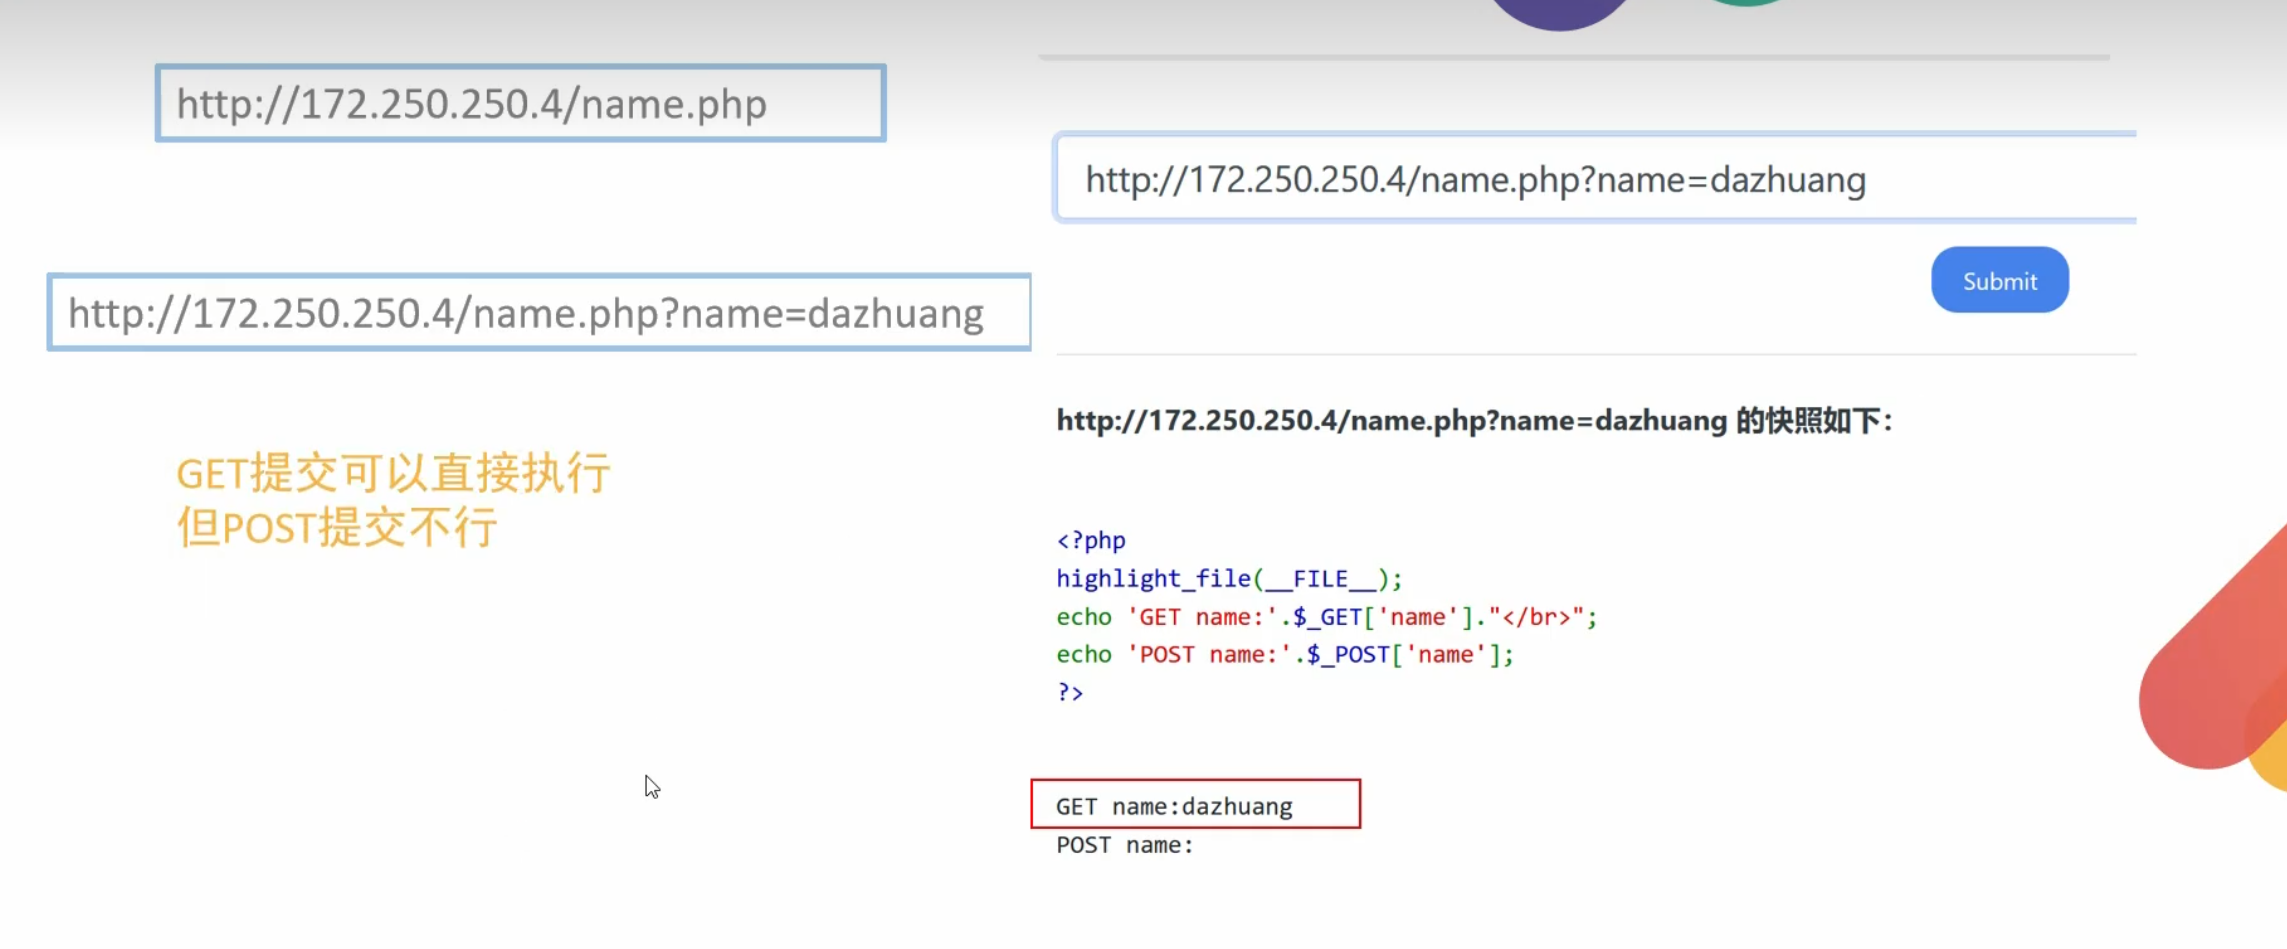 http://172.250.250.4/name.php
http://172.250.250.4/name.php?name=dazhuang
GET提交可以直接执行
但POST提交不行
http://172.250.250.4/name.php?name=dazhuang
Submit
http://172.250.250.4/name.php?name=dazhuang 的快照如下：
<?php
highlight_file(__FILE__);
echo 'GET name:'.$_GET['name']."</br>";
echo 'POST name:'.$_POST['name'];
?>
GET name:dazhuang
POST name: